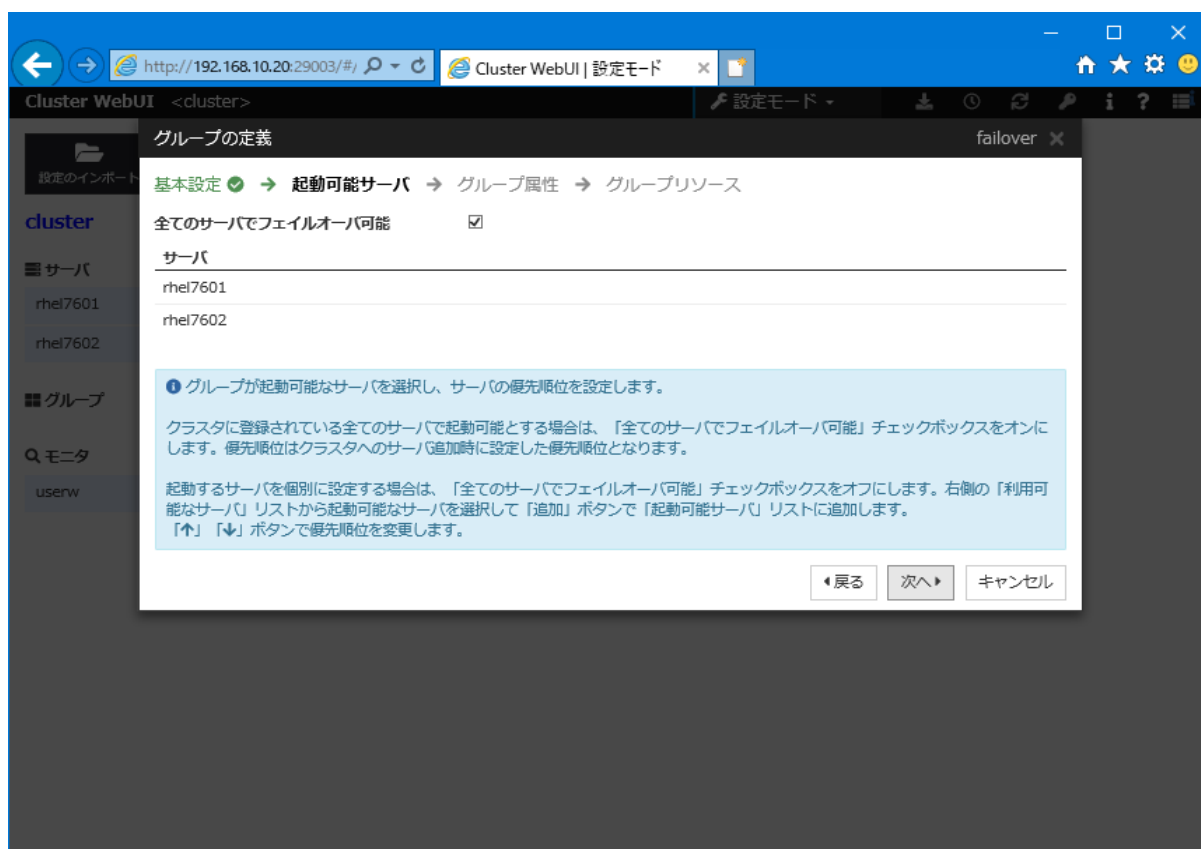 http://192.168.10.20:29003/#/
Cluster WebUI | 設定モード
Cluster WebUI <cluster>
設定モード
i ?
グループの定義
failover
設定のインポート
基本設定 → 起動可能サーバ → グループ属性 → グループリソース
cluster
全てのサーバでフェイルオーバ可能
サーバ
サーバ
rhel7601
rhel7601
rhel7602
rhel7602
グループが起動可能なサーバを選択し、サーバの優先順位を設定します。
グループ
クラスタに登録されている全てのサーバで起動可能とする場合は、「全てのサーバでフェイルオーバ可能」チェックボックスをオンに
します。優先順位はクラスタへのサーバ追加時に設定した優先順位となります。
モニタ
userw
起動するサーバを個別に設定する場合は、「全てのサーバでフェイルオーバ可能」チェックボックスをオフにします。右側の「利用可
能なサーバ」リストから起動可能なサーバを選択して「追加」ボタンで「起動可能サーバ」リストに追加します。
「↑」「↓」ボタンで優先順位を変更します。
戻る
次へ
キャンセル